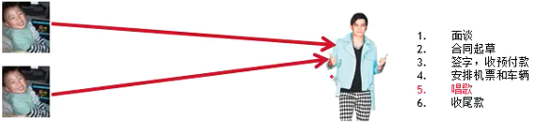 1. 面谈
2. 合同起草
3. 签字，收预付款
4. 安排机票和车辆
5. 唱歌
6. 收尾款